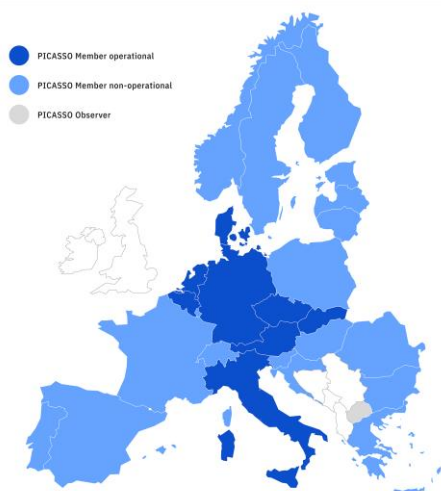 PICASSO Member operational
PICASSO Member non-operational
PICASSO Observer